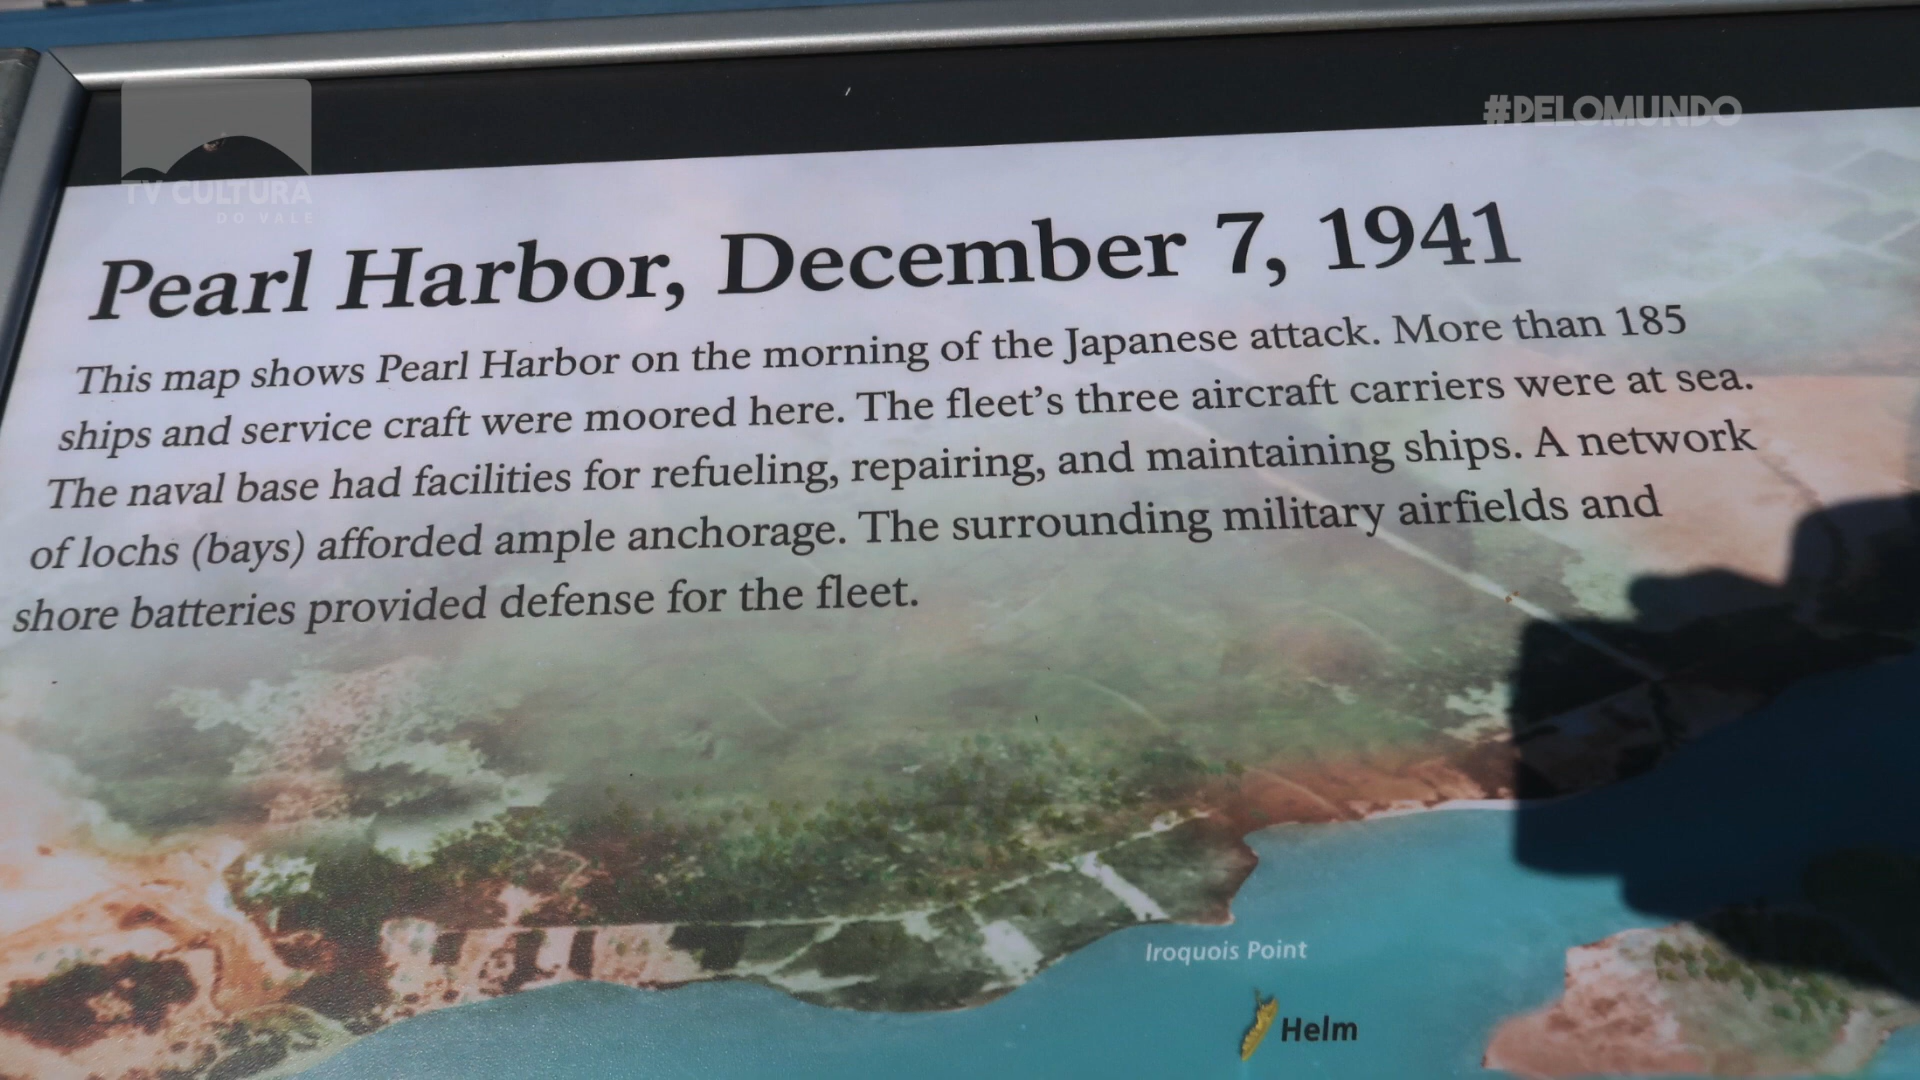 TV CULTURA
DO VALE
#PELOMUNDO
Pearl Harbor, December 7, 1941
This map shows Pearl Harbor on the morning of the Japanese attack. More than 185
ships and service craft were moored here. The fleet's three aircraft carriers were at sea.
The naval base had facilities for refueling, repairing, and maintaining ships. A network
of lochs (bays) afforded ample anchorage. The surrounding military airfields and
shore batteries provided defense for the fleet.
Iroquois Point
Helm